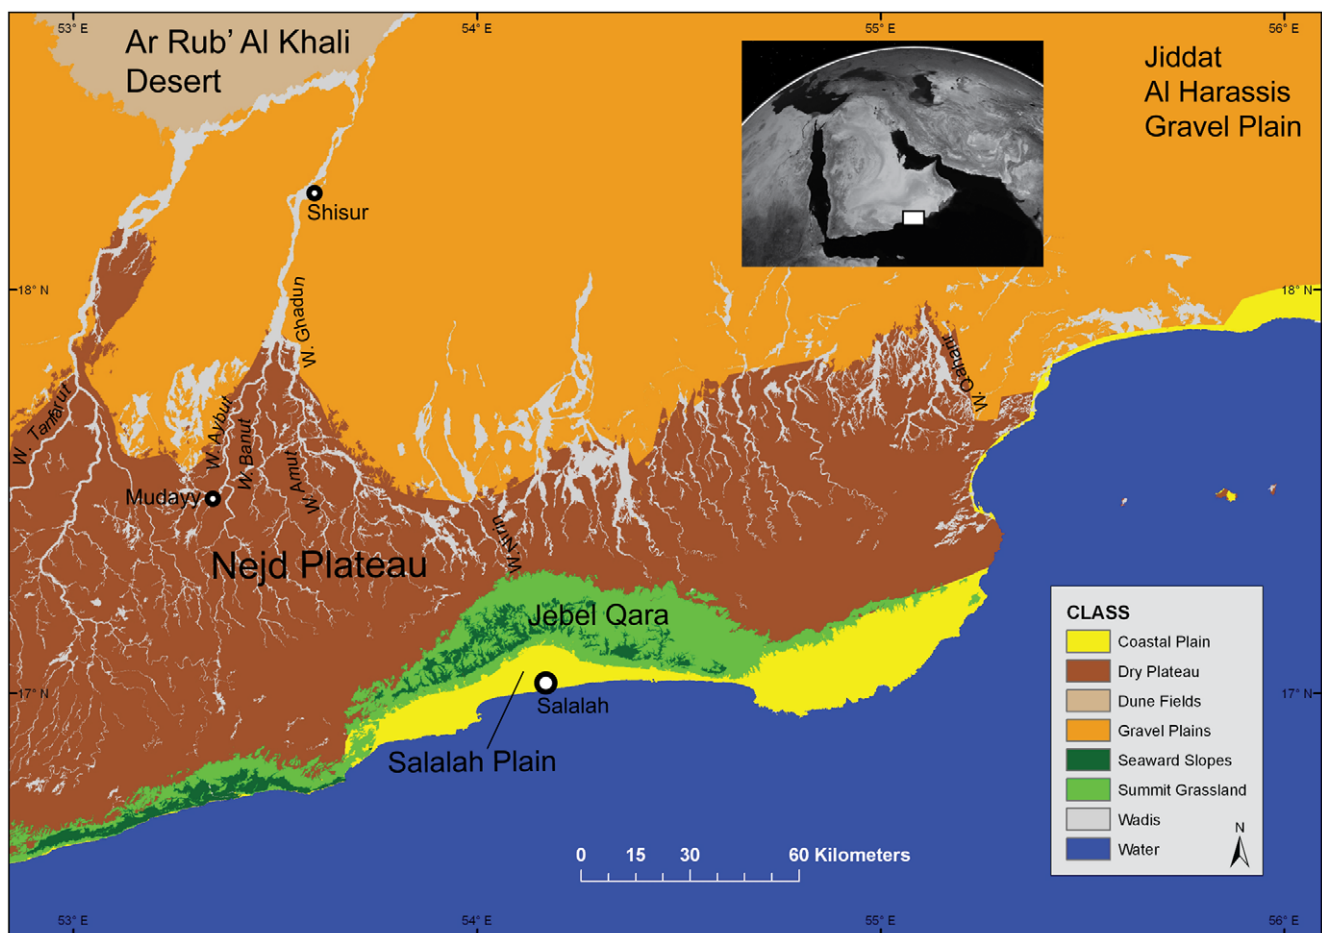 53° E
54° E
55° E
56° E
Ar Rub' Al Khali
Desert
Jiddat
Al Harassis
Gravel Plain
Shisur
18° N
18° N
W. Ghadun
W. Qaharir
W. Tanfarut
W. Aybut
W. Banut
W. Amut
Mudayy
W. Nirin
Nejd Plateau
Jebel Qara
17° N
17° N
Salalah
Salalah Plain
CLASS
Coastal Plain
Dry Plateau
Dune Fields
Gravel Plains
Seaward Slopes
Summit Grassland
Wadis
Water
N
0 15 30 60 Kilometers
53° E
54° E
55° E
56° E